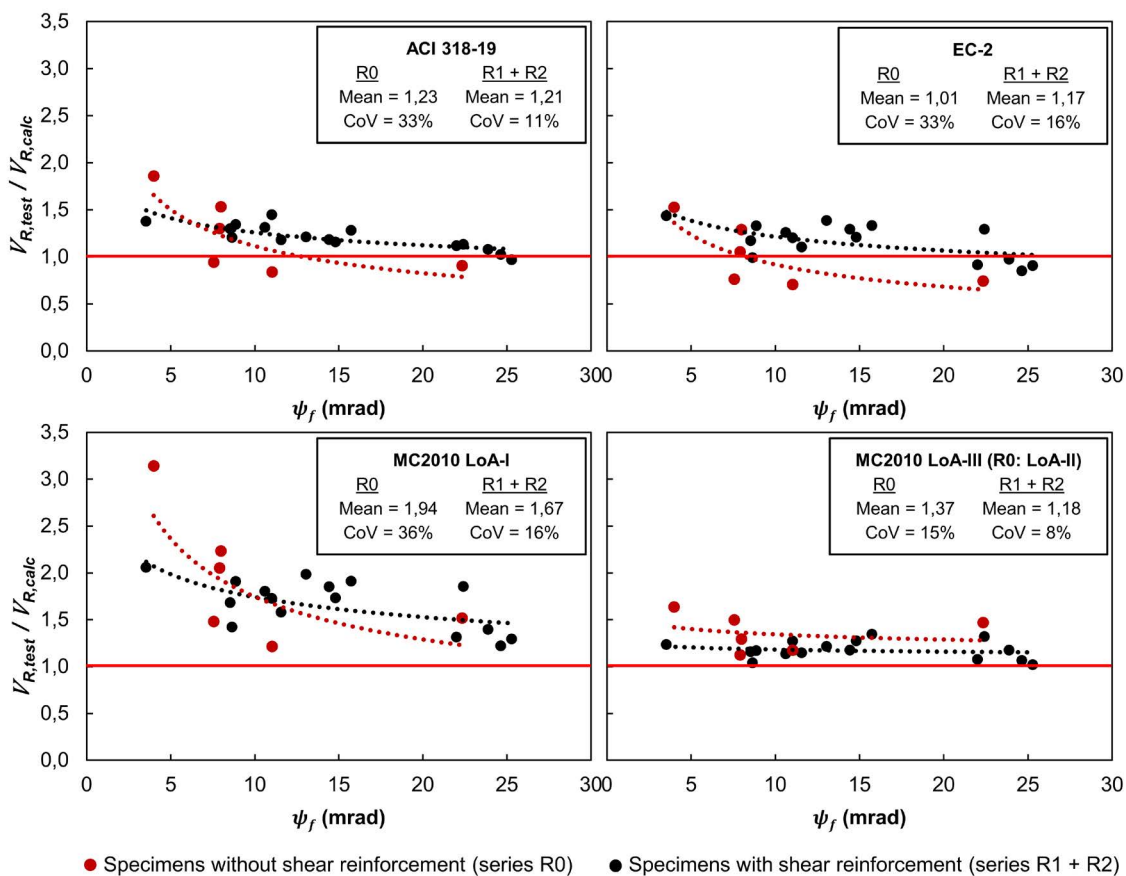 3,5
3,0
2,5
2,0
1,5
1,0
0,5
0,0
V_R,test / V_R,calc
ACI 318-19
R0 R1 + R2
Mean = 1,23 Mean = 1,21
CoV = 33% CoV = 11%
EC-2
R0 R1 + R2
Mean = 1,01 Mean = 1,17
CoV = 33% CoV = 16%
0 5 10 15 20 25 30
0 5 10 15 20 25 30
ψ_f (mrad)
ψ_f (mrad)
3,5
3,0
2,5
2,0
1,5
1,0
0,5
0,0
V_R,test / V_R,calc
MC2010 LoA-I
R0 R1 + R2
Mean = 1,94 Mean = 1,67
CoV = 36% CoV = 16%
MC2010 LoA-III (R0: LoA-II)
R0 R1 + R2
Mean = 1,37 Mean = 1,18
CoV = 15% CoV = 8%
0 5 10 15 20 25 30
0 5 10 15 20 25 30
ψ_f (mrad)
ψ_f (mrad)
Specimens without shear reinforcement (series R0)
Specimens with shear reinforcement (series R1 + R2)